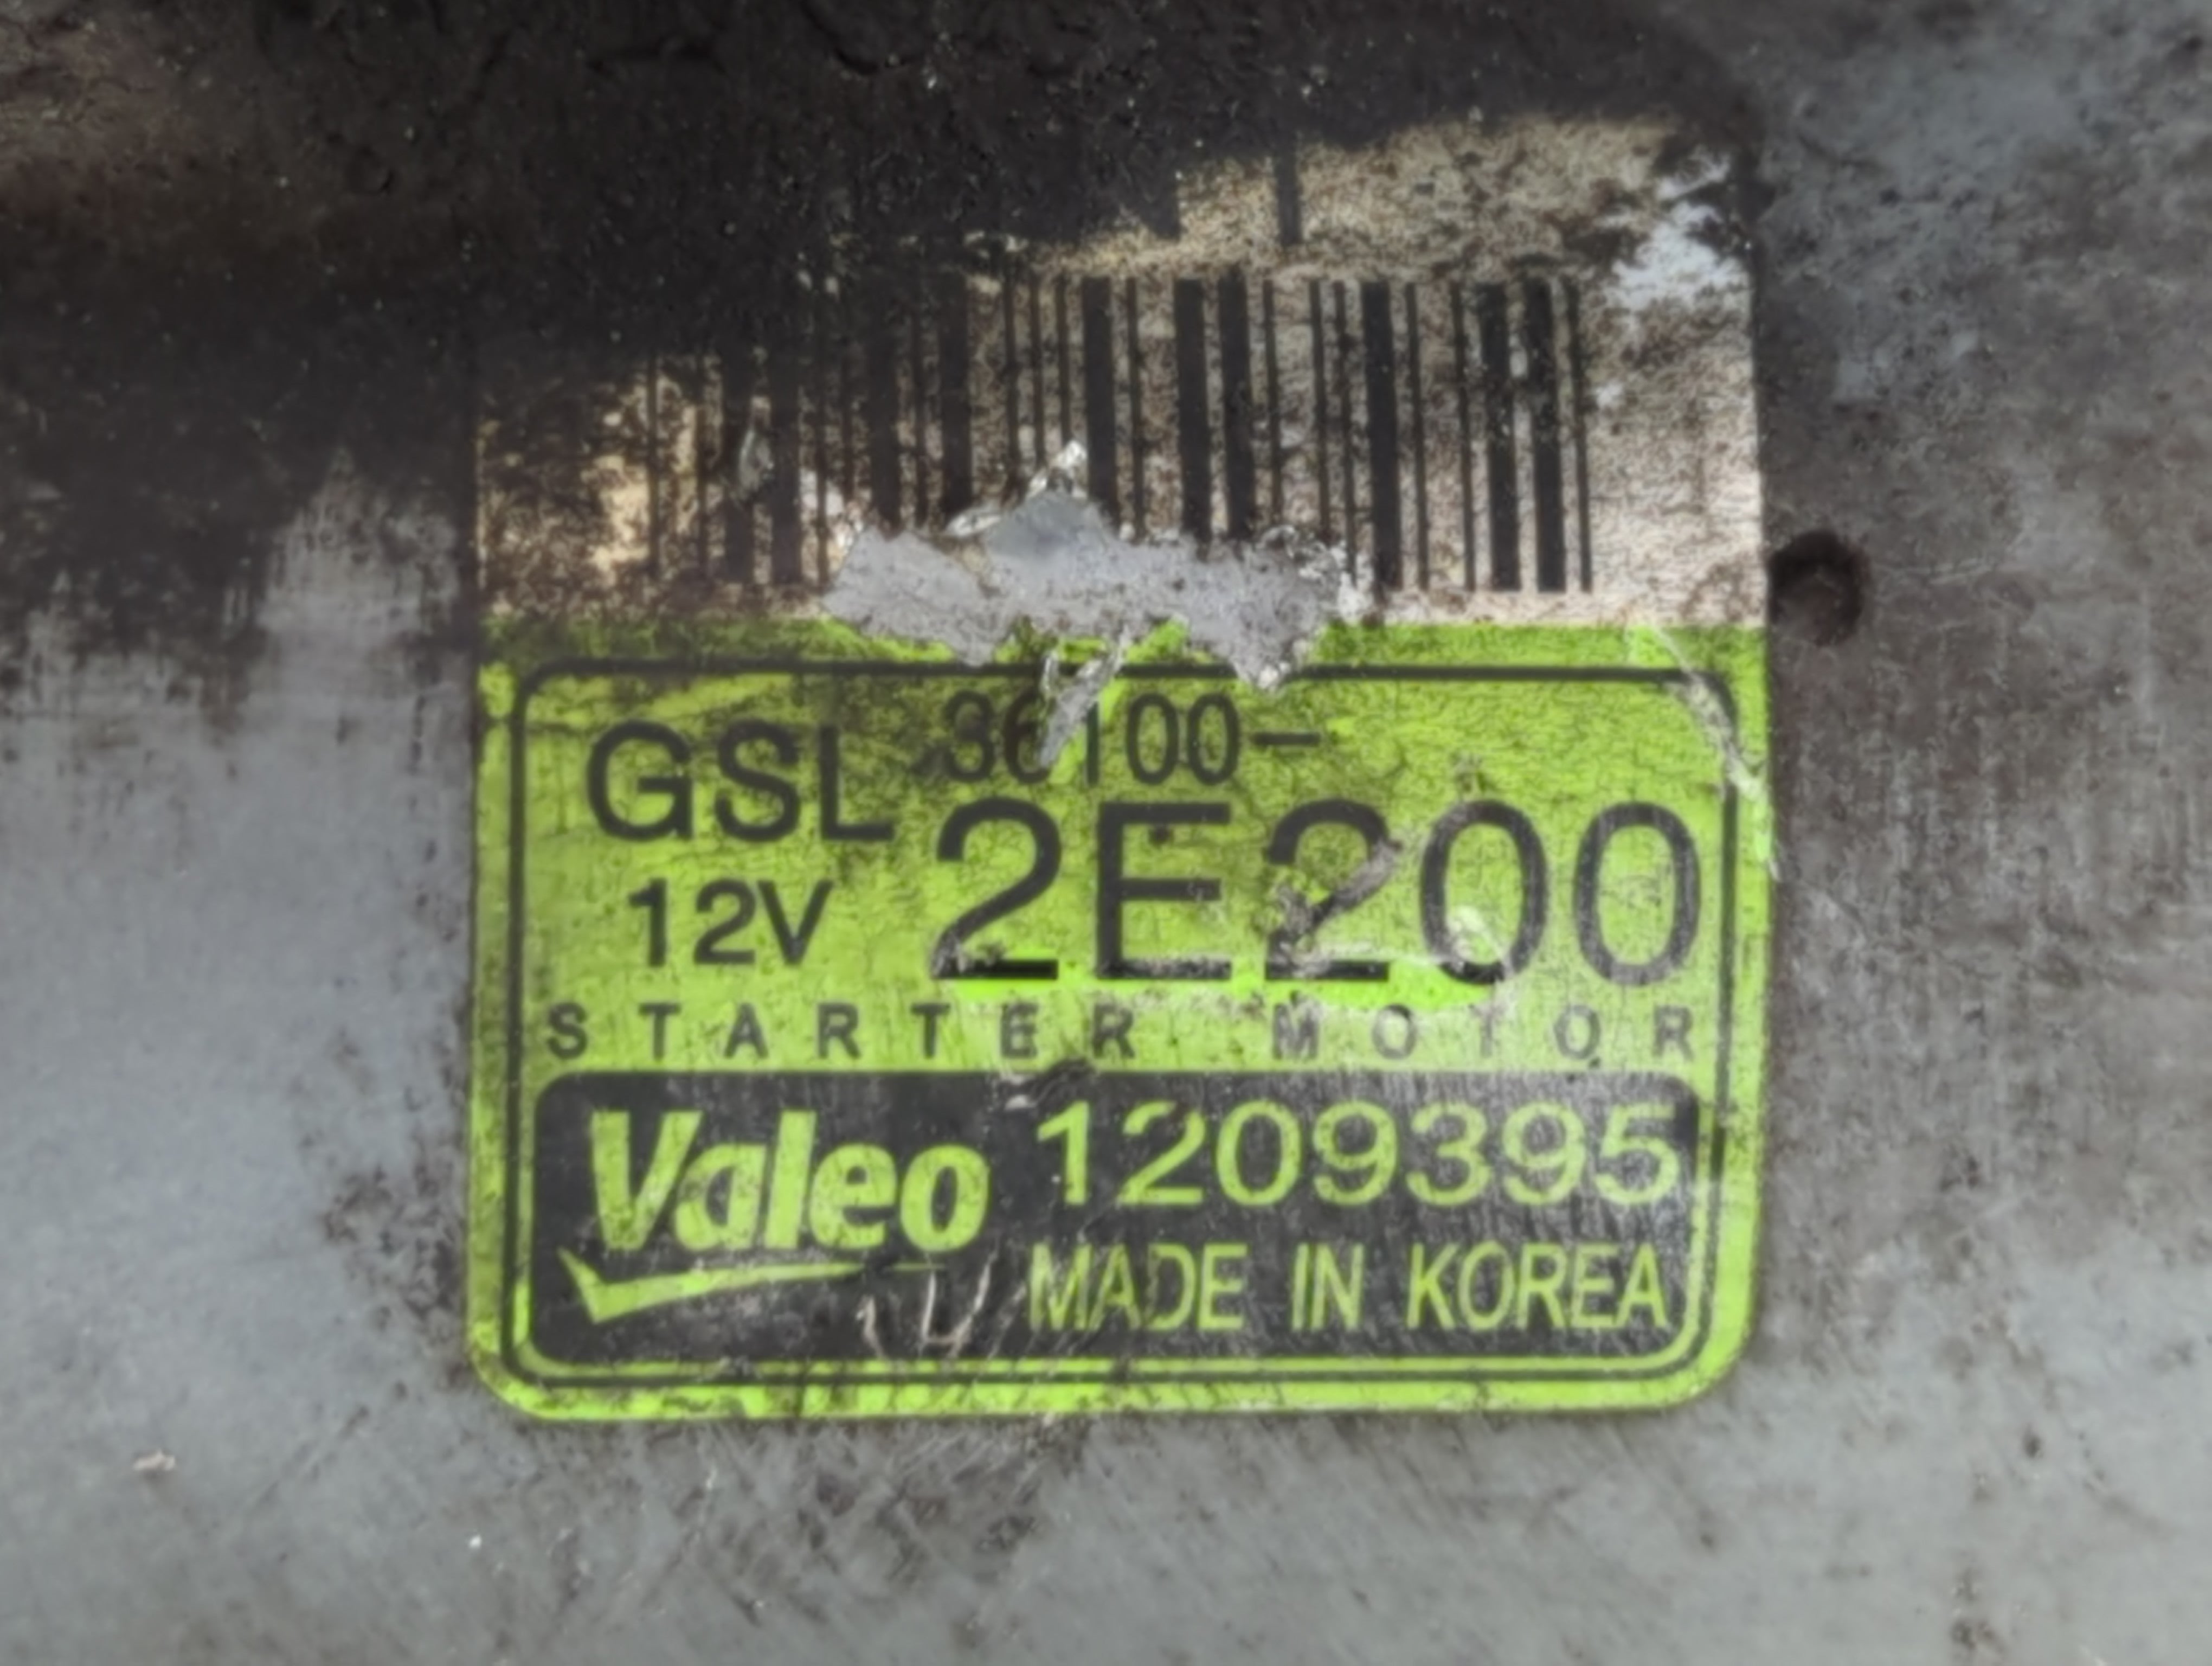 GSL 36100-
12V 2E200
STARTER MOTOR
Valeo 1209395
MADE IN KOREA